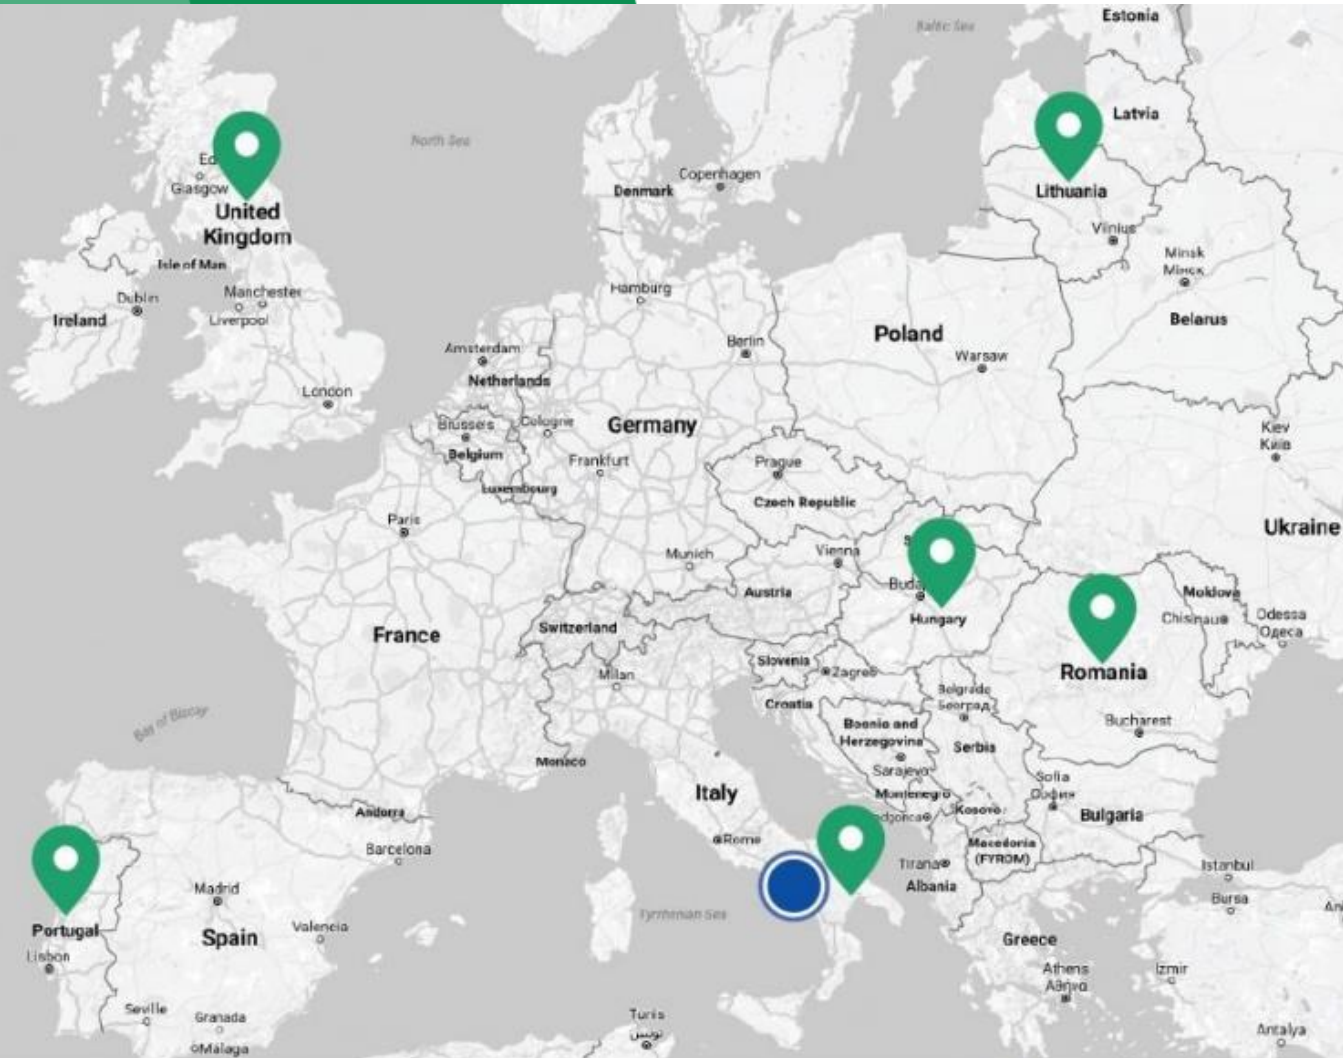 Estonia
Baltic Sea
Latvia
North Sea
Glasgow
Copenhagen
Denmark
Lithuania
United
Kingdom
Vilnius
Isle of Man
Minsk
Мінск
Dublin
Manchester
Hamburg
Ireland
Liverpool
Belarus
Berlin
Poland
Amsterdam
Warsaw
Netherlands
London
Brussels
Cologne
Germany
Kiev
Київ
Belgium
Frankfurt
Prague
Luxembourg
Czech Republic
Paris
Ukraine
Munich
Vienna
Austria
Moldova
Hungary
Chisinau
Odessa
Одеса
France
Switzerland
Slovenia
Zagreb
Romania
Milan
Belgrade
Београд
Croatia
Bay of Biscay
Bosnia and
Herzegovina
Bucharest
Serbia
Monaco
Sarajevo
Sofia
София
Italy
Montenegro
Andorra
Kosovo
Bulgaria
Rome
Barcelona
Macedonia
(FYROM)
Tirana
Istanbul
Albania
Madrid
Bursa
Tyrrhenian Sea
Portugal
Spain
Valencia
Greece
Lisbon
Athens
Αθήνα
Izmir
Seville
Granada
Tunis
تونس
Antalya
Málaga